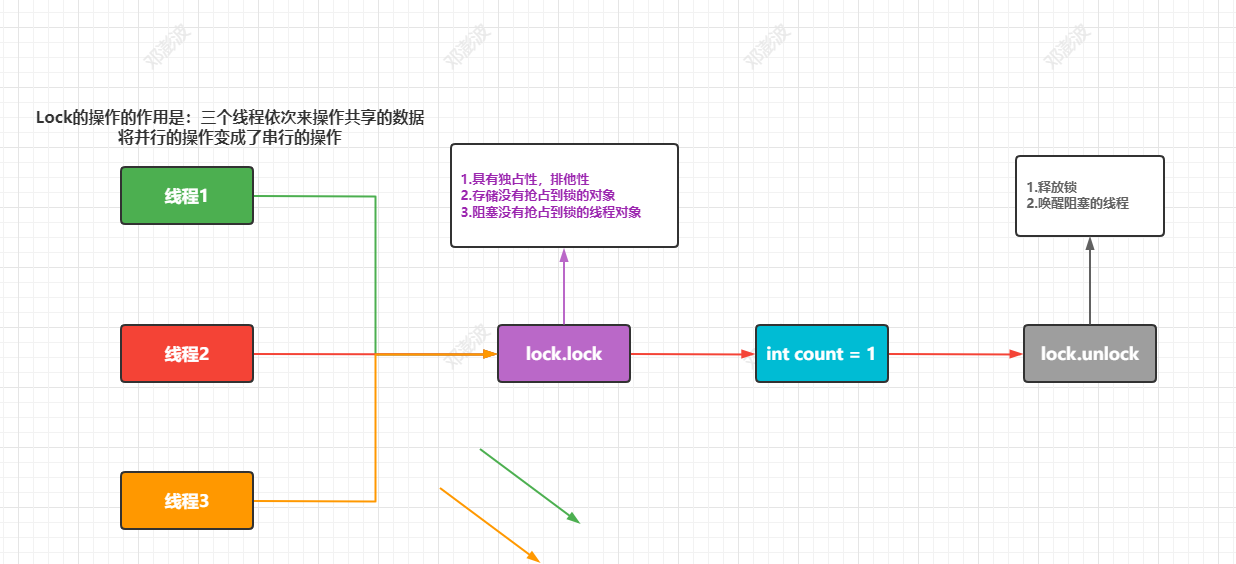 邓澎波
邓澎波
邓澎波
邓澎波
Lock的操作的作用是：三个线程依次来操作共享的数据
将并行的操作变成了串行的操作
线程1
1.具有独占性，排他性
2.存储没有抢占到锁的对象
3.阻塞没有抢占到锁的线程对象
1.释放锁
2.唤醒阻塞的线程
线程2
邓澎波
lock.lock
int count = 1
lock.unlock
线程3